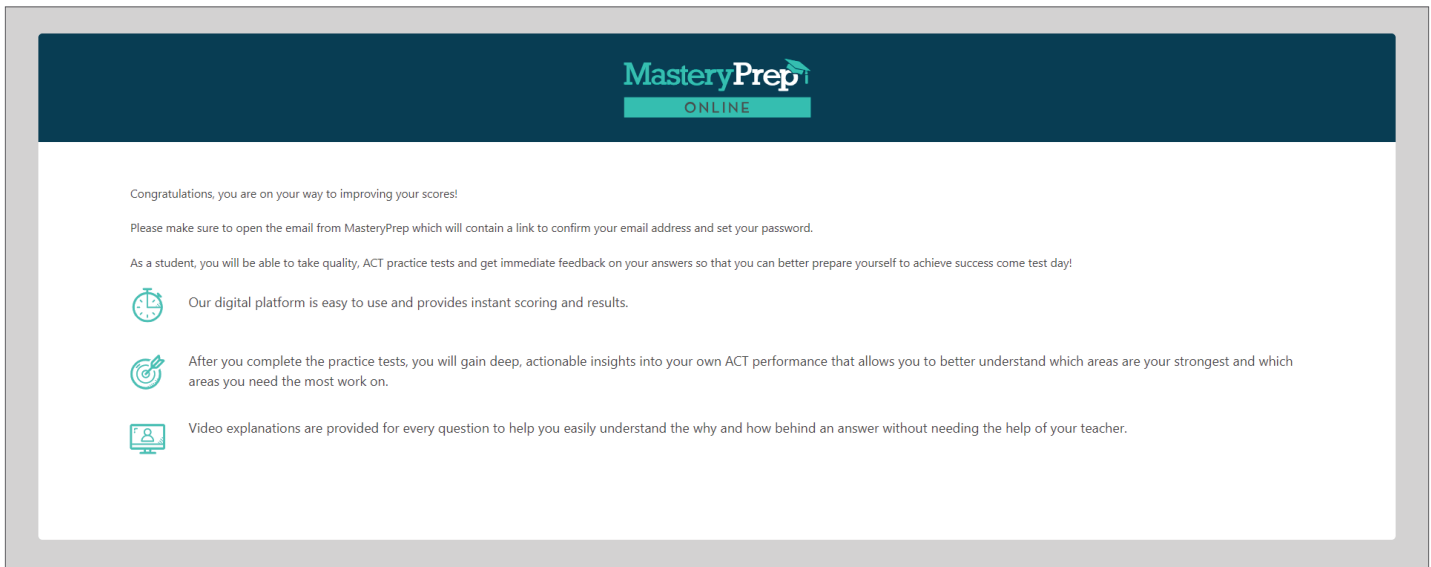 MasteryPrep
ONLINE
Congratulations, you are on your way to improving your scores!
Please make sure to open the email from MasteryPrep which will contain a link to confirm your email address and set your password.
As a student, you will be able to take quality, ACT practice tests and get immediate feedback on your answers so that you can better prepare yourself to achieve success come test day!
Our digital platform is easy to use and provides instant scoring and results.
After you complete the practice tests, you will gain deep, actionable insights into your own ACT performance that allows you to better understand which areas are your strongest and which
areas you need the most work on.
Video explanations are provided for every question to help you easily understand the why and how behind an answer without needing the help of your teacher.